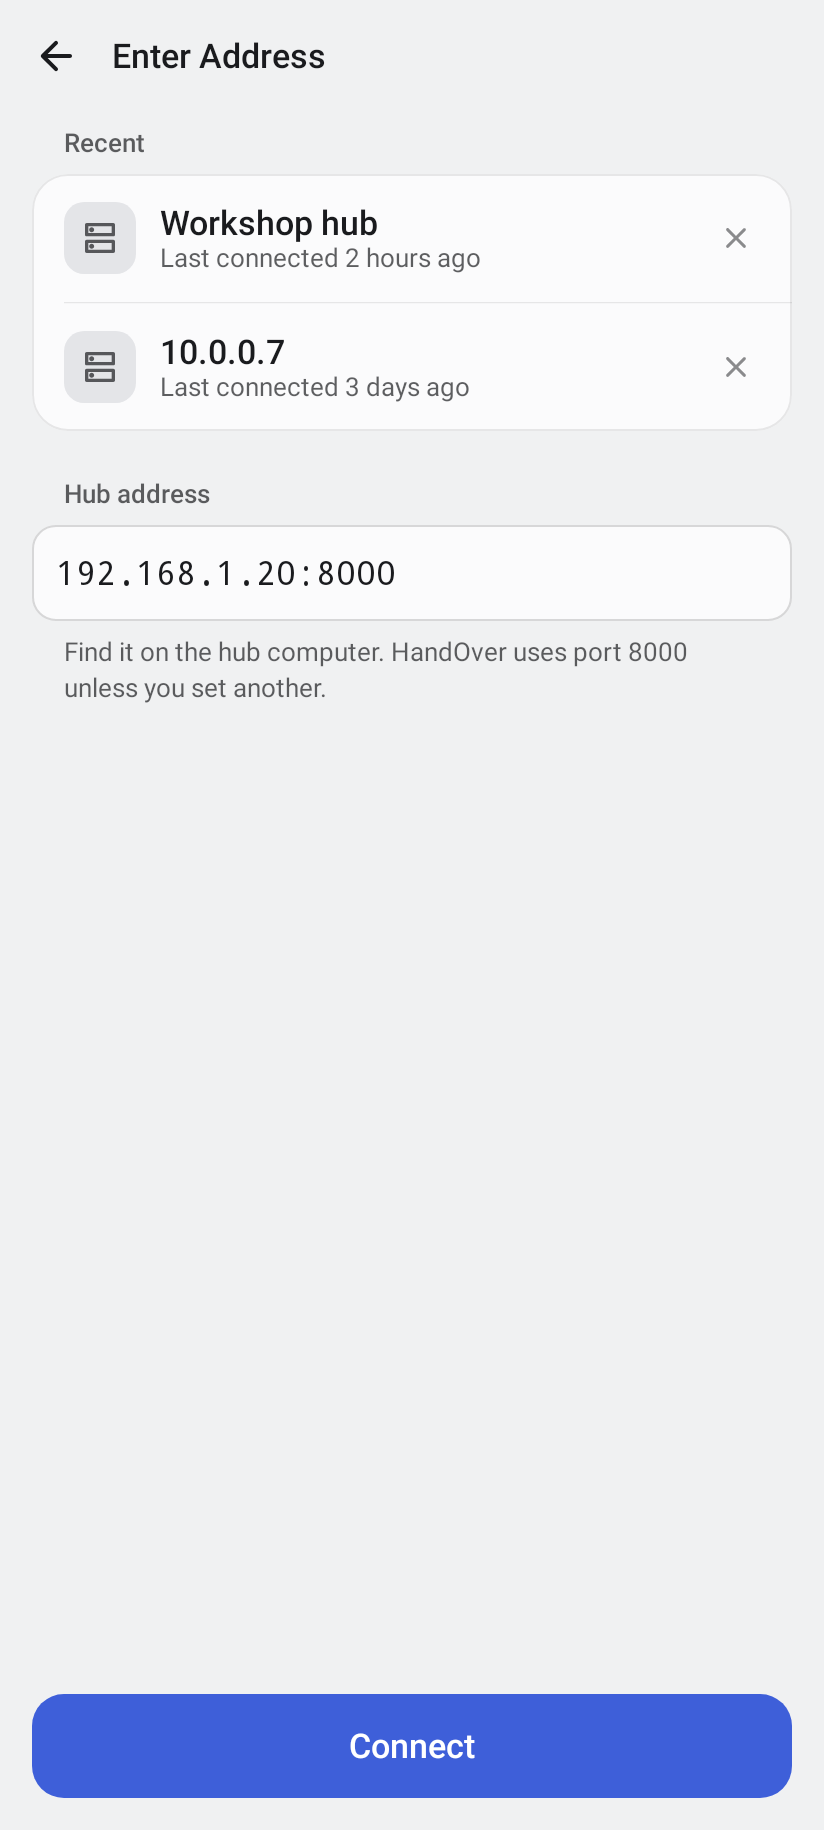 Enter Address
Recent
Workshop hub
Last connected 2 hours ago
10.0.0.7
Last connected 3 days ago
Hub address
192.168.1.20:8000
Find it on the hub computer. HandOver uses port 8000
unless you set another.
Connect